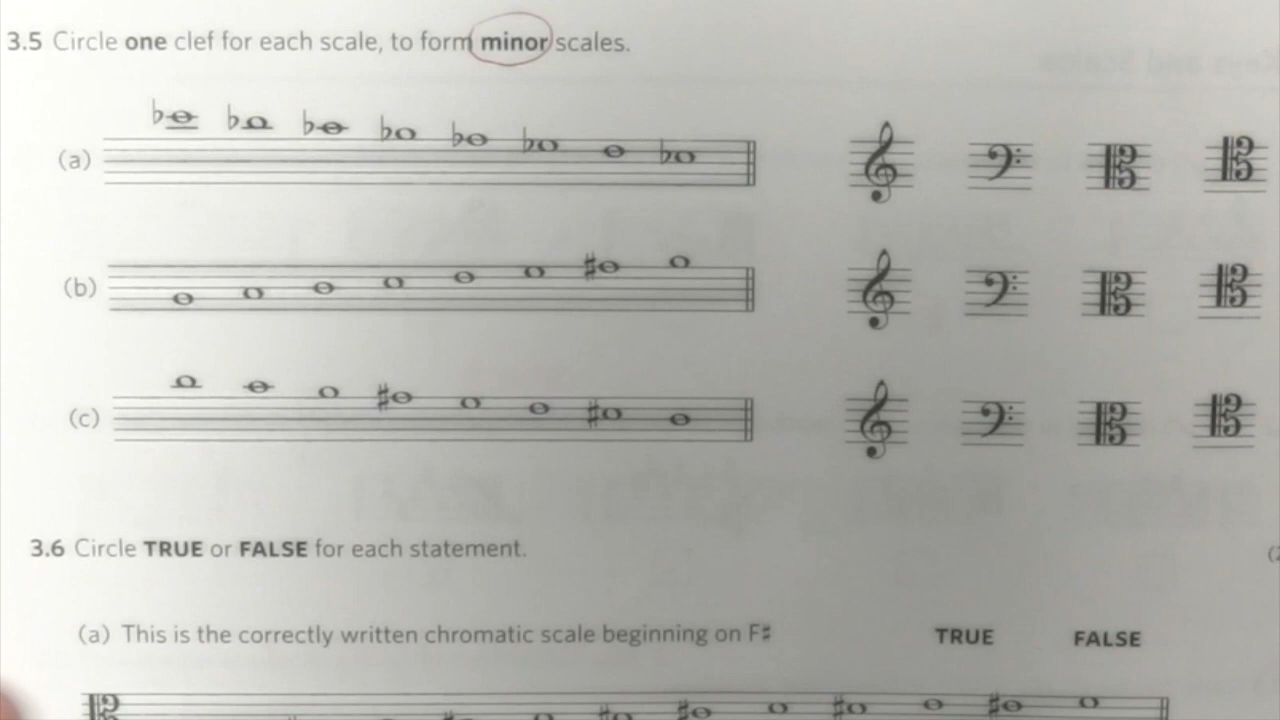 3.5 Circle one clef for each scale, to form minor scales.
(a)
(b)
(c)
3.6 Circle TRUE or FALSE for each statement.
(a) This is the correctly written chromatic scale beginning on F♯ TRUE FALSE